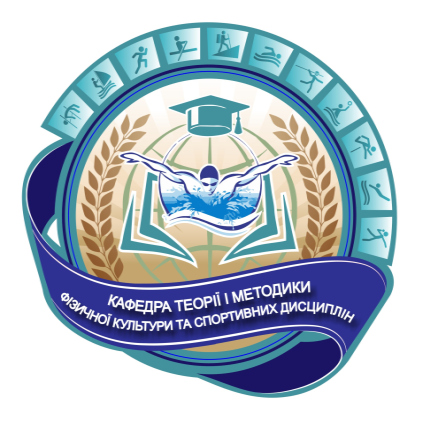 КАФЕДРА ТЕОРІЇ І МЕТОДИКИ
ФІЗИЧНОЇ КУЛЬТУРИ ТА СПОРТИВНИХ ДИСЦИПЛІН